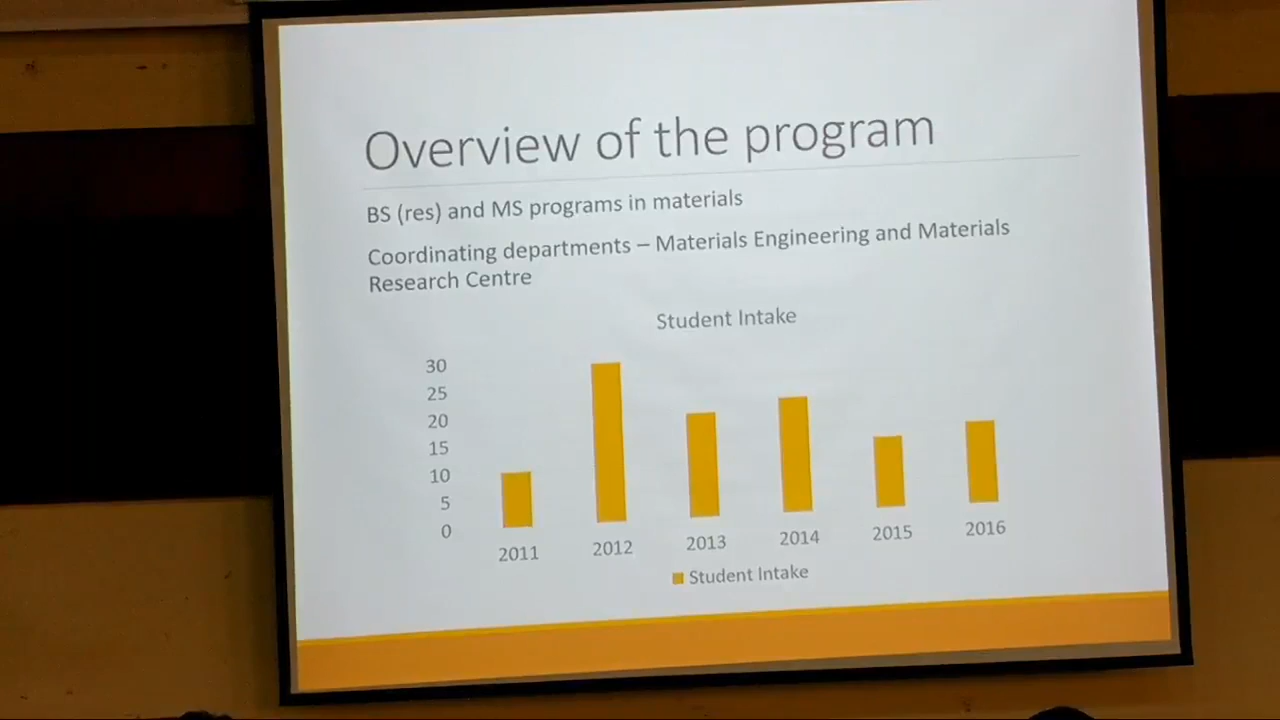 Overview of the program
BS (res) and MS programs in materials
Coordinating departments – Materials Engineering and Materials
Research Centre
Student Intake
30
25
20
15
10
5
0
2011 2012 2013 2014 2015 2016
Student Intake